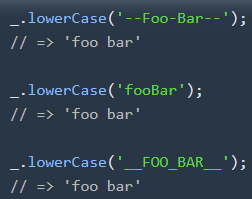 _.lowerCase('--Foo-Bar--');
// => 'foo bar'
_.lowerCase('fooBar');
// => 'foo bar'
_.lowerCase('__FOO_BAR__');
// => 'foo bar'